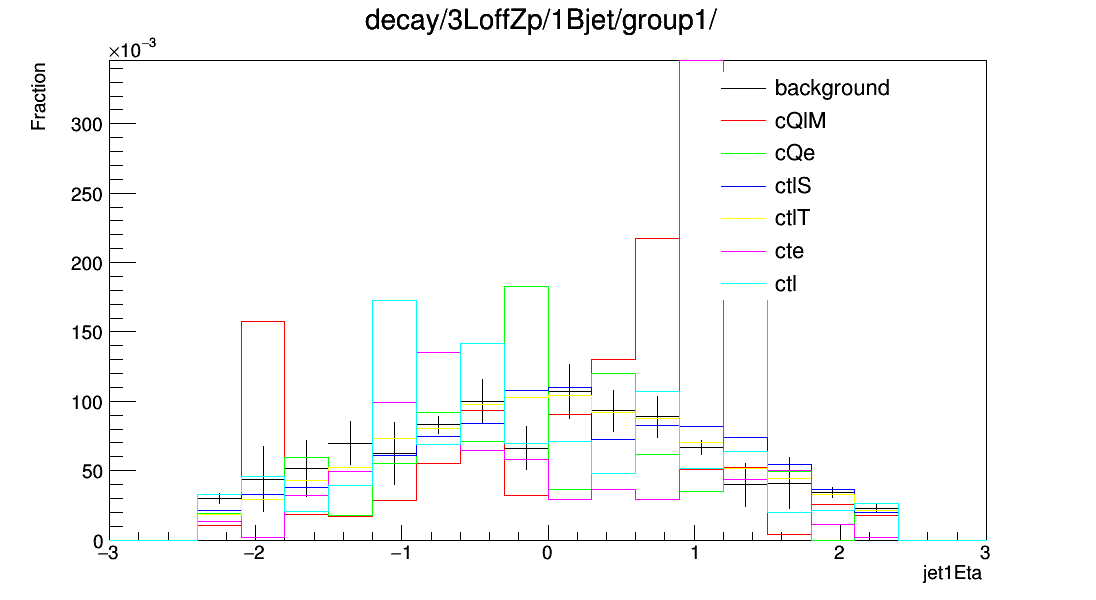 decay/3LoffZp/1Bjet/group1/
×10⁻³
Fraction
background
cQlM
cQe
ctlS
ctlT
cte
ctl
300
250
200
150
100
50
0
−3 −2 −1 0 1 2 3
jet1Eta